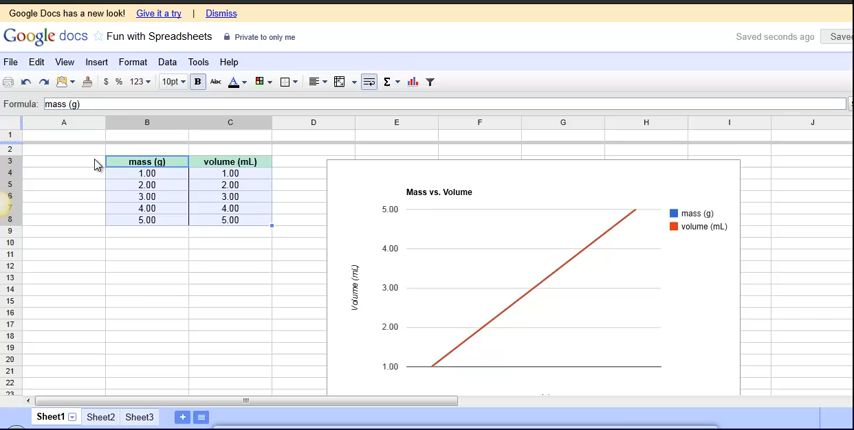 Google Docs has a new look! Give it a try | Dismiss
Google docs Fun with Spreadsheets Private to only me Saved seconds ago Save
File Edit View Insert Format Data Tools Help
$ % 123 10pt B Abc A Σ
Formula: mass (g)
A B C D E F G H I J
1
2
3 mass (g) volume (mL)
4 1.00 1.00
5 2.00 2.00
6 3.00 3.00
7 4.00 4.00
8 5.00 5.00
9
10
11
12
13
14
15
16
17
18
19
20
21
22
23
Mass vs. Volume
5.00
4.00
3.00
2.00
1.00
Volume (mL)
mass (g)
volume (mL)
Sheet1 Sheet2 Sheet3